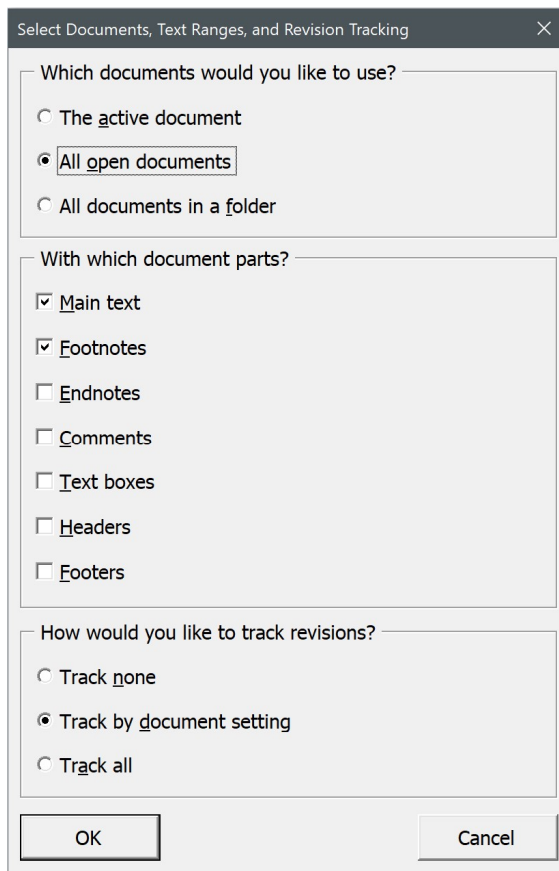 Select Documents, Text Ranges, and Revision Tracking
Which documents would you like to use?
The active document
All open documents
All documents in a folder
With which document parts?
Main text
Footnotes
Endnotes
Comments
Text boxes
Headers
Footers
How would you like to track revisions?
Track none
Track by document setting
Track all
OK
Cancel